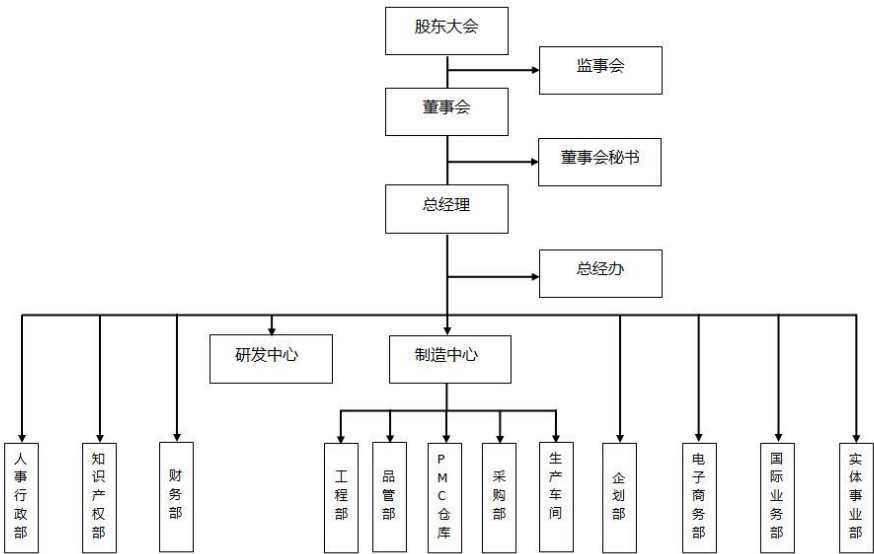 股东大会
监事会
董事会
董事会秘书
总经理
总经办
研发中心
制造中心
人事行政部
知识产权部
财务部
工程部
品管部
PMC仓库
采购部
生产车间
企划部
电子商务部
国际业务部
实体事业部